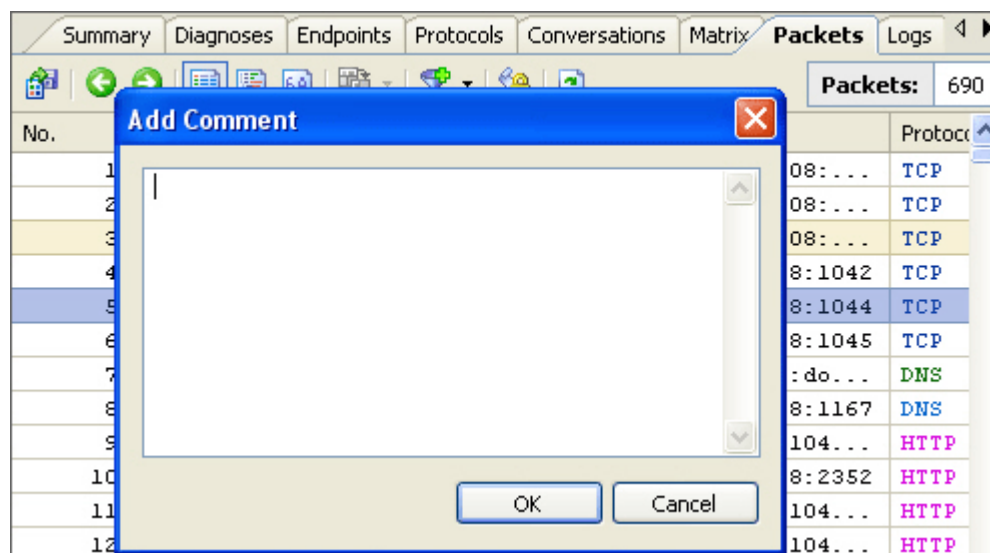 Summary Diagnoses Endpoints Protocols Conversations Matrix Packets Logs
Packets: 690
No. Protoc
Add Comment
1 08:... TCP
2 08:... TCP
3 08:... TCP
4 8:1042 TCP
5 8:1044 TCP
6 8:1045 TCP
7 :do... DNS
8 8:1167 DNS
9 104... HTTP
10 8:2352 HTTP
OK Cancel
11 104... HTTP
12 104... HTTP